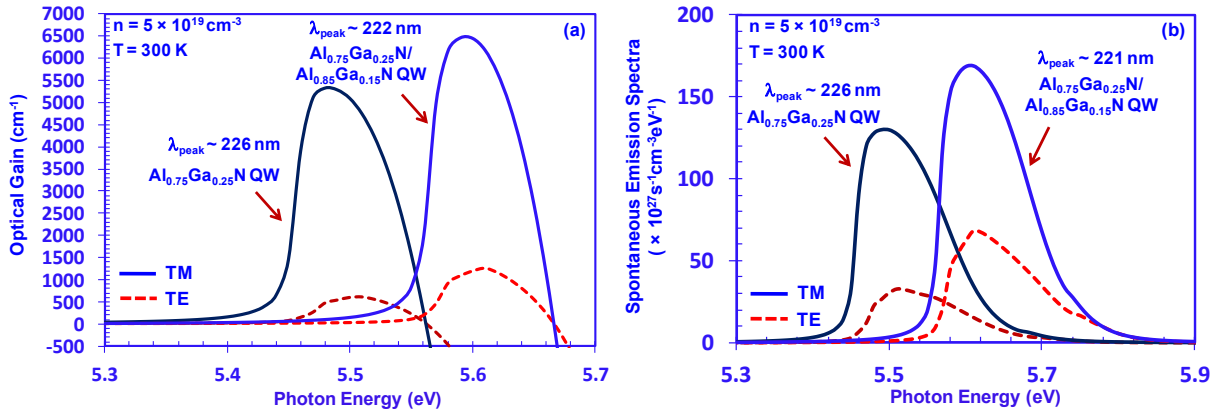 n = 5 × 10¹⁹ cm⁻³
T = 300 K
(a)
λpeak ~ 222 nm
Al0.75Ga0.25N/
Al0.85Ga0.15N QW
λpeak ~ 226 nm
Al0.75Ga0.25N QW
TM
TE
Optical Gain (cm⁻¹)
6500
6000
5500
5000
4500
4000
3500
3000
2500
2000
1500
1000
500
0
-500
5.3 5.4 5.5 5.6 5.7
Photon Energy (eV)
n = 5 × 10¹⁹ cm⁻³
T = 300 K
(b)
λpeak ~ 226 nm
Al0.75Ga0.25N QW
λpeak ~ 221 nm
Al0.75Ga0.25N/
Al0.85Ga0.15N QW
TM
TE
Spontaneous Emission Spectra
( × 10²⁷s⁻¹cm⁻³eV⁻¹)
200
150
100
50
0
5.3 5.5 5.7 5.9
Photon Energy (eV)